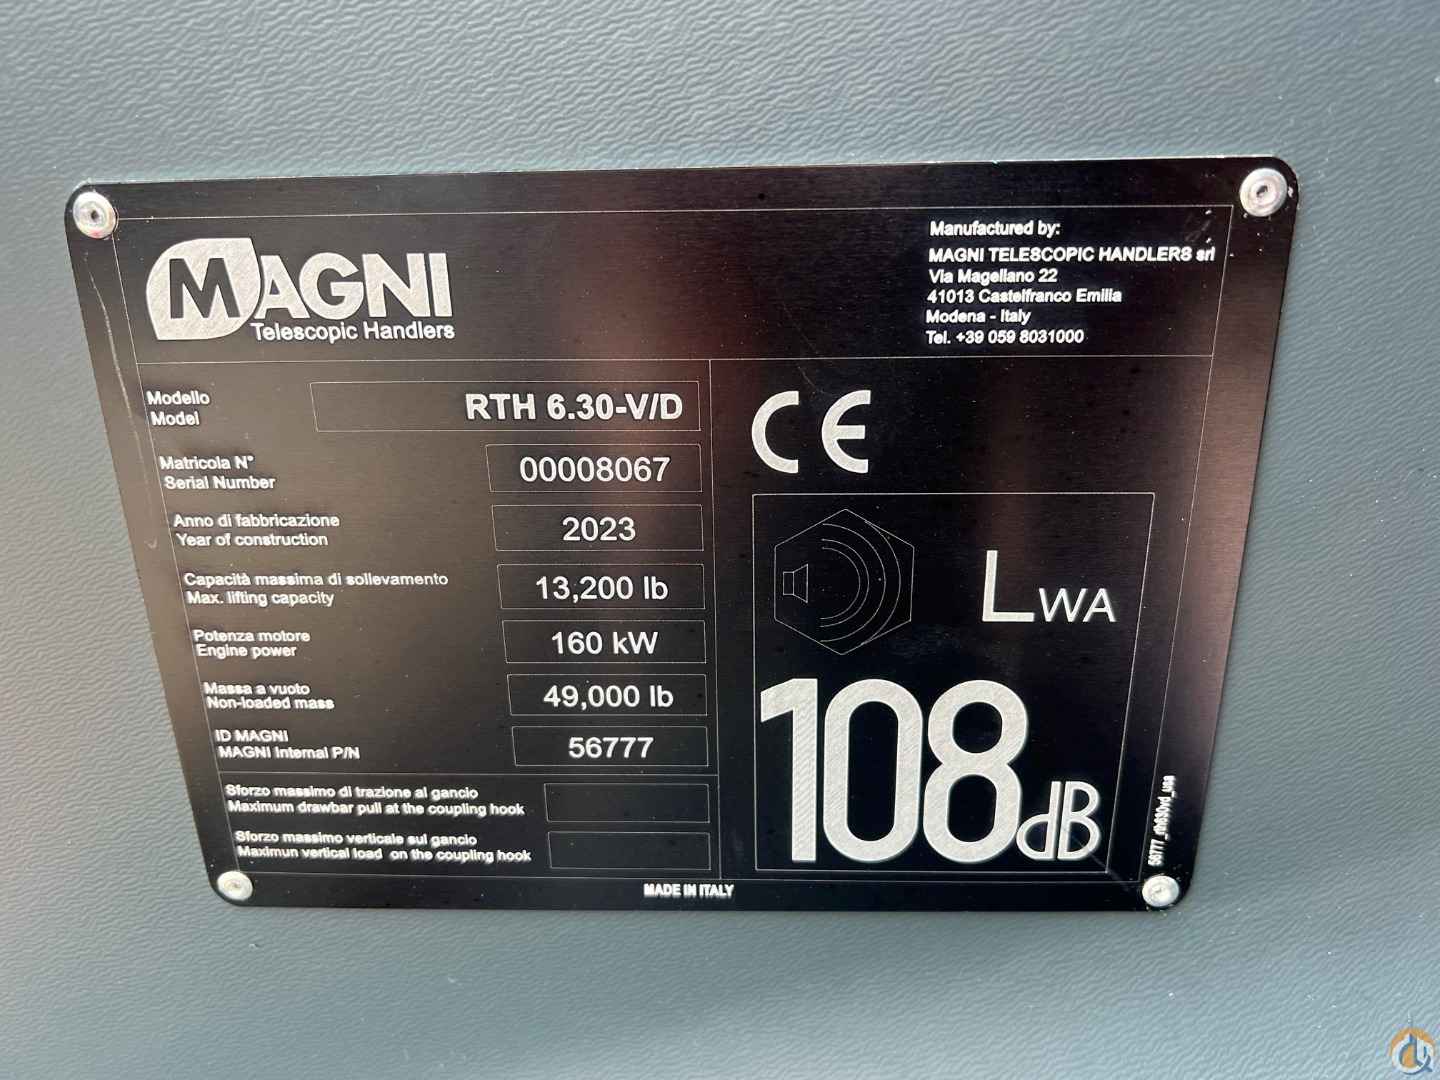 MAGNI
Telescopic Handlers
Manufactured by:
MAGNI TELESCOPIC HANDLERS srl
Via Magellano 22
41013 Castelfranco Emilia
Modena - Italy
Tel. +39 059 8031000
Modello
Model
RTH 6.30-V/D
Matricola N°
Serial Number
00008067
Anno di fabbricazione
Year of construction
2023
Capacità massima di sollevamento
Max. lifting capacity
13,200 lb
Potenza motore
Engine power
160 kW
Massa a vuoto
Non-loaded mass
49,000 lb
ID MAGNI
MAGNI Internal P/N
56777
Sforzo massimo di trazione al gancio
Maximum drawbar pull at the coupling hook
Sforzo massimo verticale sul gancio
Maximun vertical load on the coupling hook
CE
LWA
108 dB
MADE IN ITALY